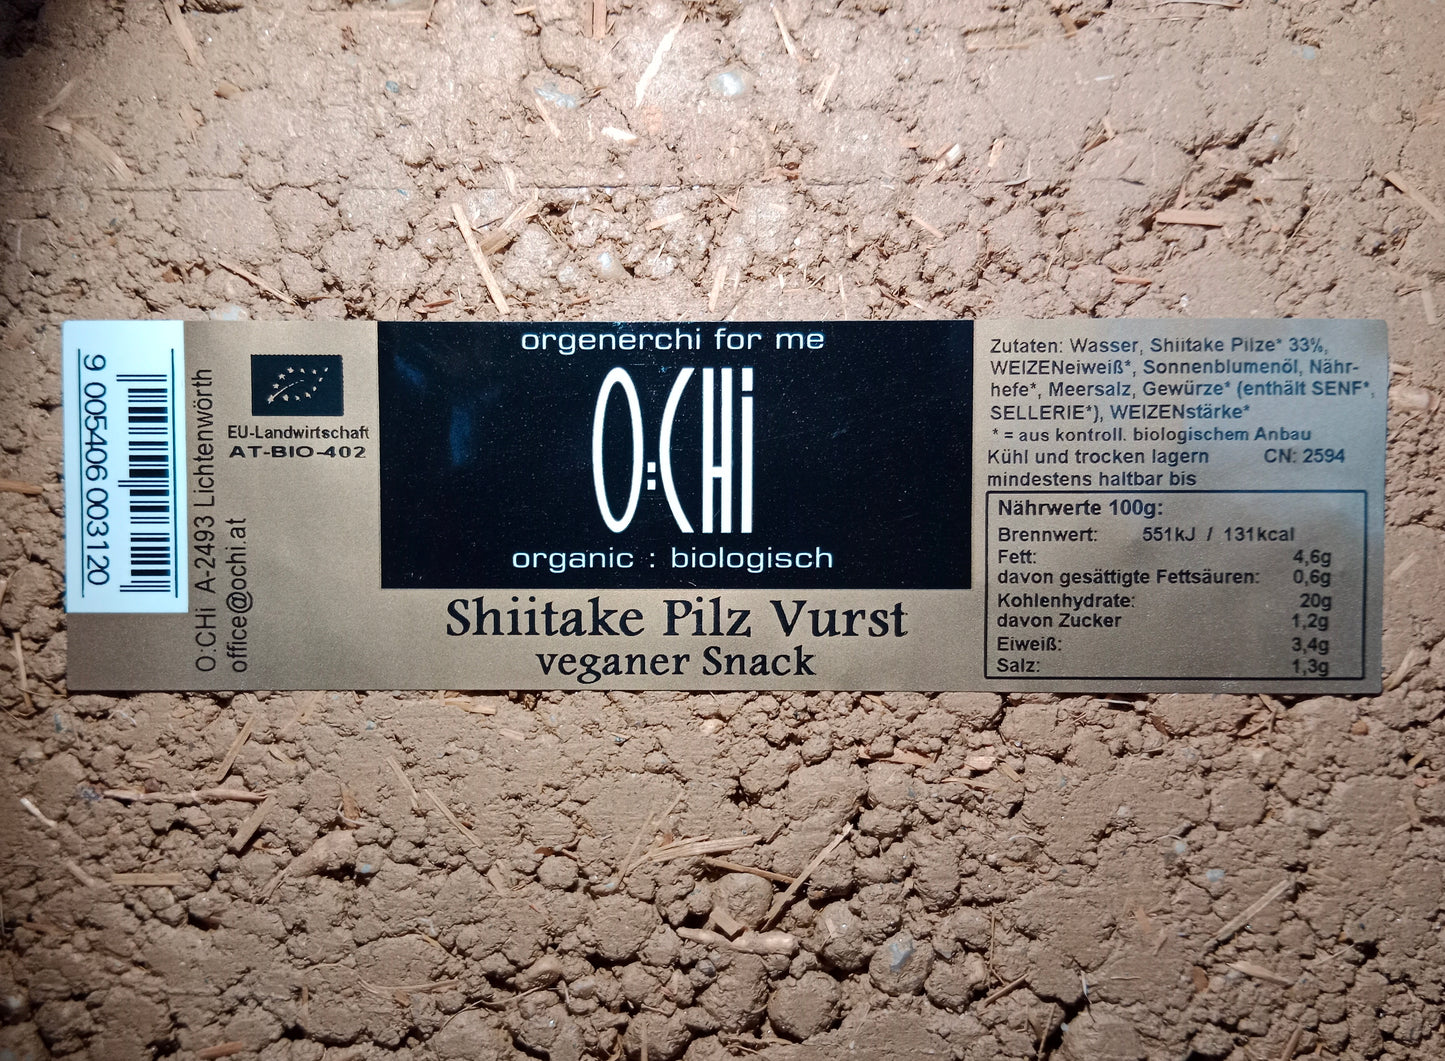 9 005406 003120
O:CHi A-2493 Lichtenwörth
office@ochi.at
EU-Landwirtschaft
AT-BIO-402
orgenerchi for me
O:CHi
organic : biologisch
Shiitake Pilz Vurst
veganer Snack
Zutaten: Wasser, Shiitake Pilze* 33%,
WEIZENeiweiß*, Sonnenblumenöl, Nähr-
hefe*, Meersalz, Gewürze* (enthält SENF*,
SELLERIE*), WEIZENstärke*
* = aus kontroll. biologischem Anbau
Kühl und trocken lagern CN: 2594
mindestens haltbar bis
Nährwerte 100g:
Brennwert: 551kJ / 131kcal
Fett: 4,6g
davon gesättigte Fettsäuren: 0,6g
Kohlenhydrate: 20g
davon Zucker 1,2g
Eiweiß: 3,4g
Salz: 1,3g